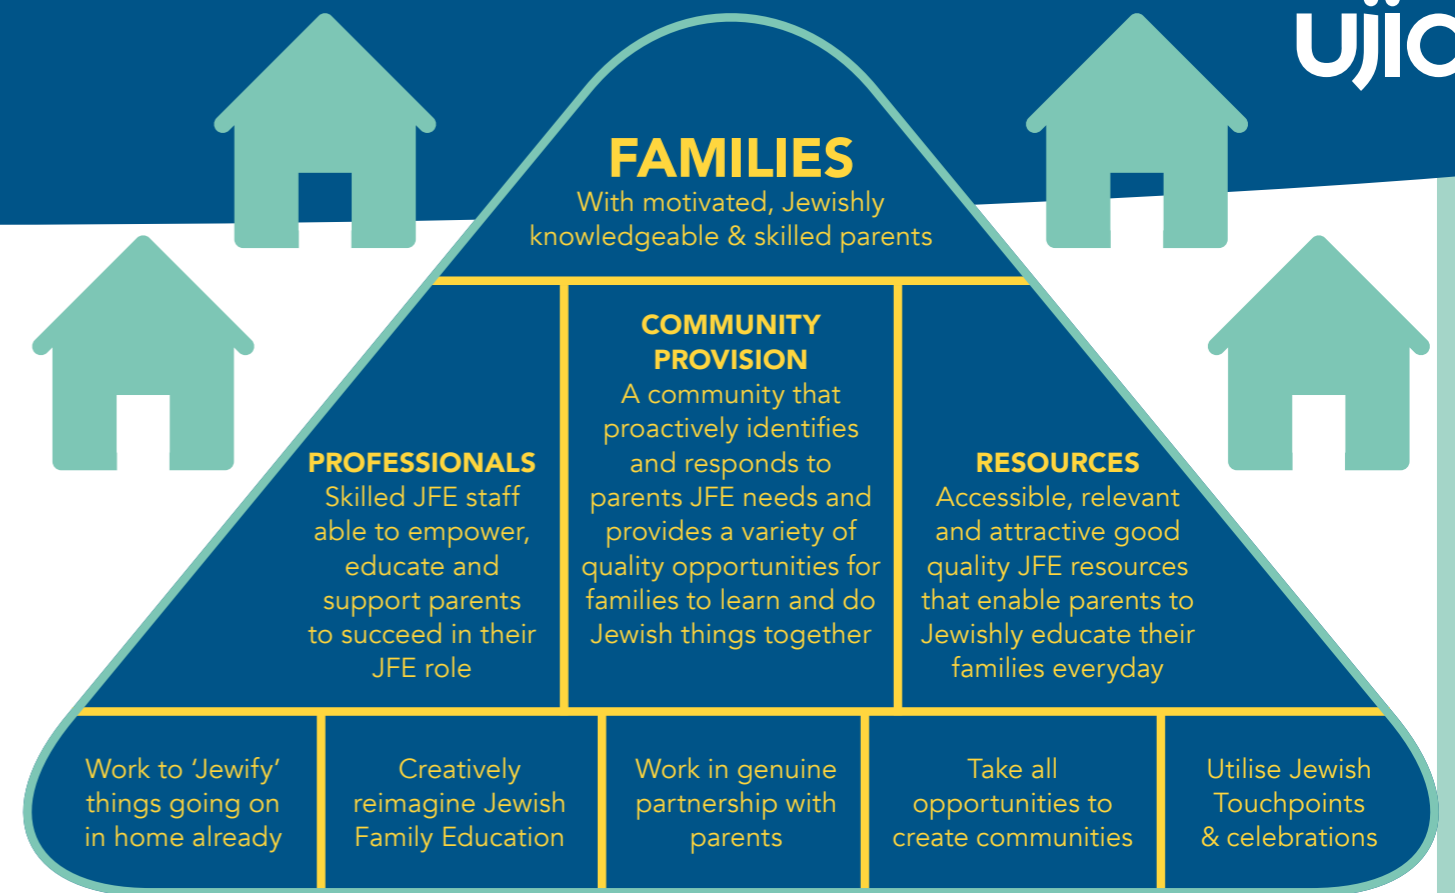 ujia
FAMILIES
With motivated, Jewishly
knowledgeable & skilled parents
PROFESSIONALS
Skilled JFE staff
able to empower,
educate and
support parents
to succeed in their
JFE role
COMMUNITY
PROVISION
A community that
proactively identifies
and responds to
parents JFE needs and
provides a variety of
quality opportunities for
families to learn and do
Jewish things together
RESOURCES
Accessible, relevant
and attractive good
quality JFE resources
that enable parents to
Jewishly educate their
families everyday
Work to ‘Jewify’
things going on
in home already
Creatively
reimagine Jewish
Family Education
Work in genuine
partnership with
parents
Take all
opportunities to
create communities
Utilise Jewish
Touchpoints
& celebrations